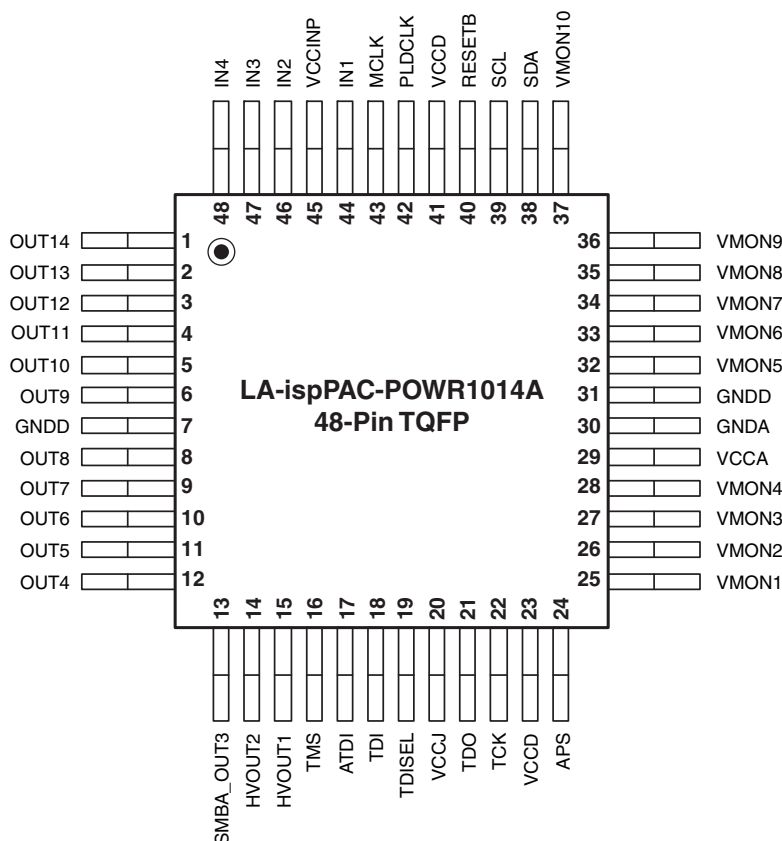 IN4
IN3
IN2
VCCINP
IN1
MCLK
PLDCLK
VCCD
RESETB
SCL
SDA
VMON10
48
47
46
45
44
43
42
41
40
39
38
37
OUT14
1
OUT13
2
OUT12
3
OUT11
4
OUT10
5
OUT9
6
GNDD
7
OUT8
8
OUT7
9
OUT6
10
OUT5
11
OUT4
12
LA-ispPAC-POWR1014A
48-Pin TQFP
36
VMON9
35
VMON8
34
VMON7
33
VMON6
32
VMON5
31
GNDD
30
GNDA
29
VCCA
28
VMON4
27
VMON3
26
VMON2
25
VMON1
13
14
15
16
17
18
19
20
21
22
23
24
SMBA_OUT3
HVOUT2
HVOUT1
TMS
ATDI
TDI
TDISEL
VCCJ
TDO
TCK
VCCD
APS